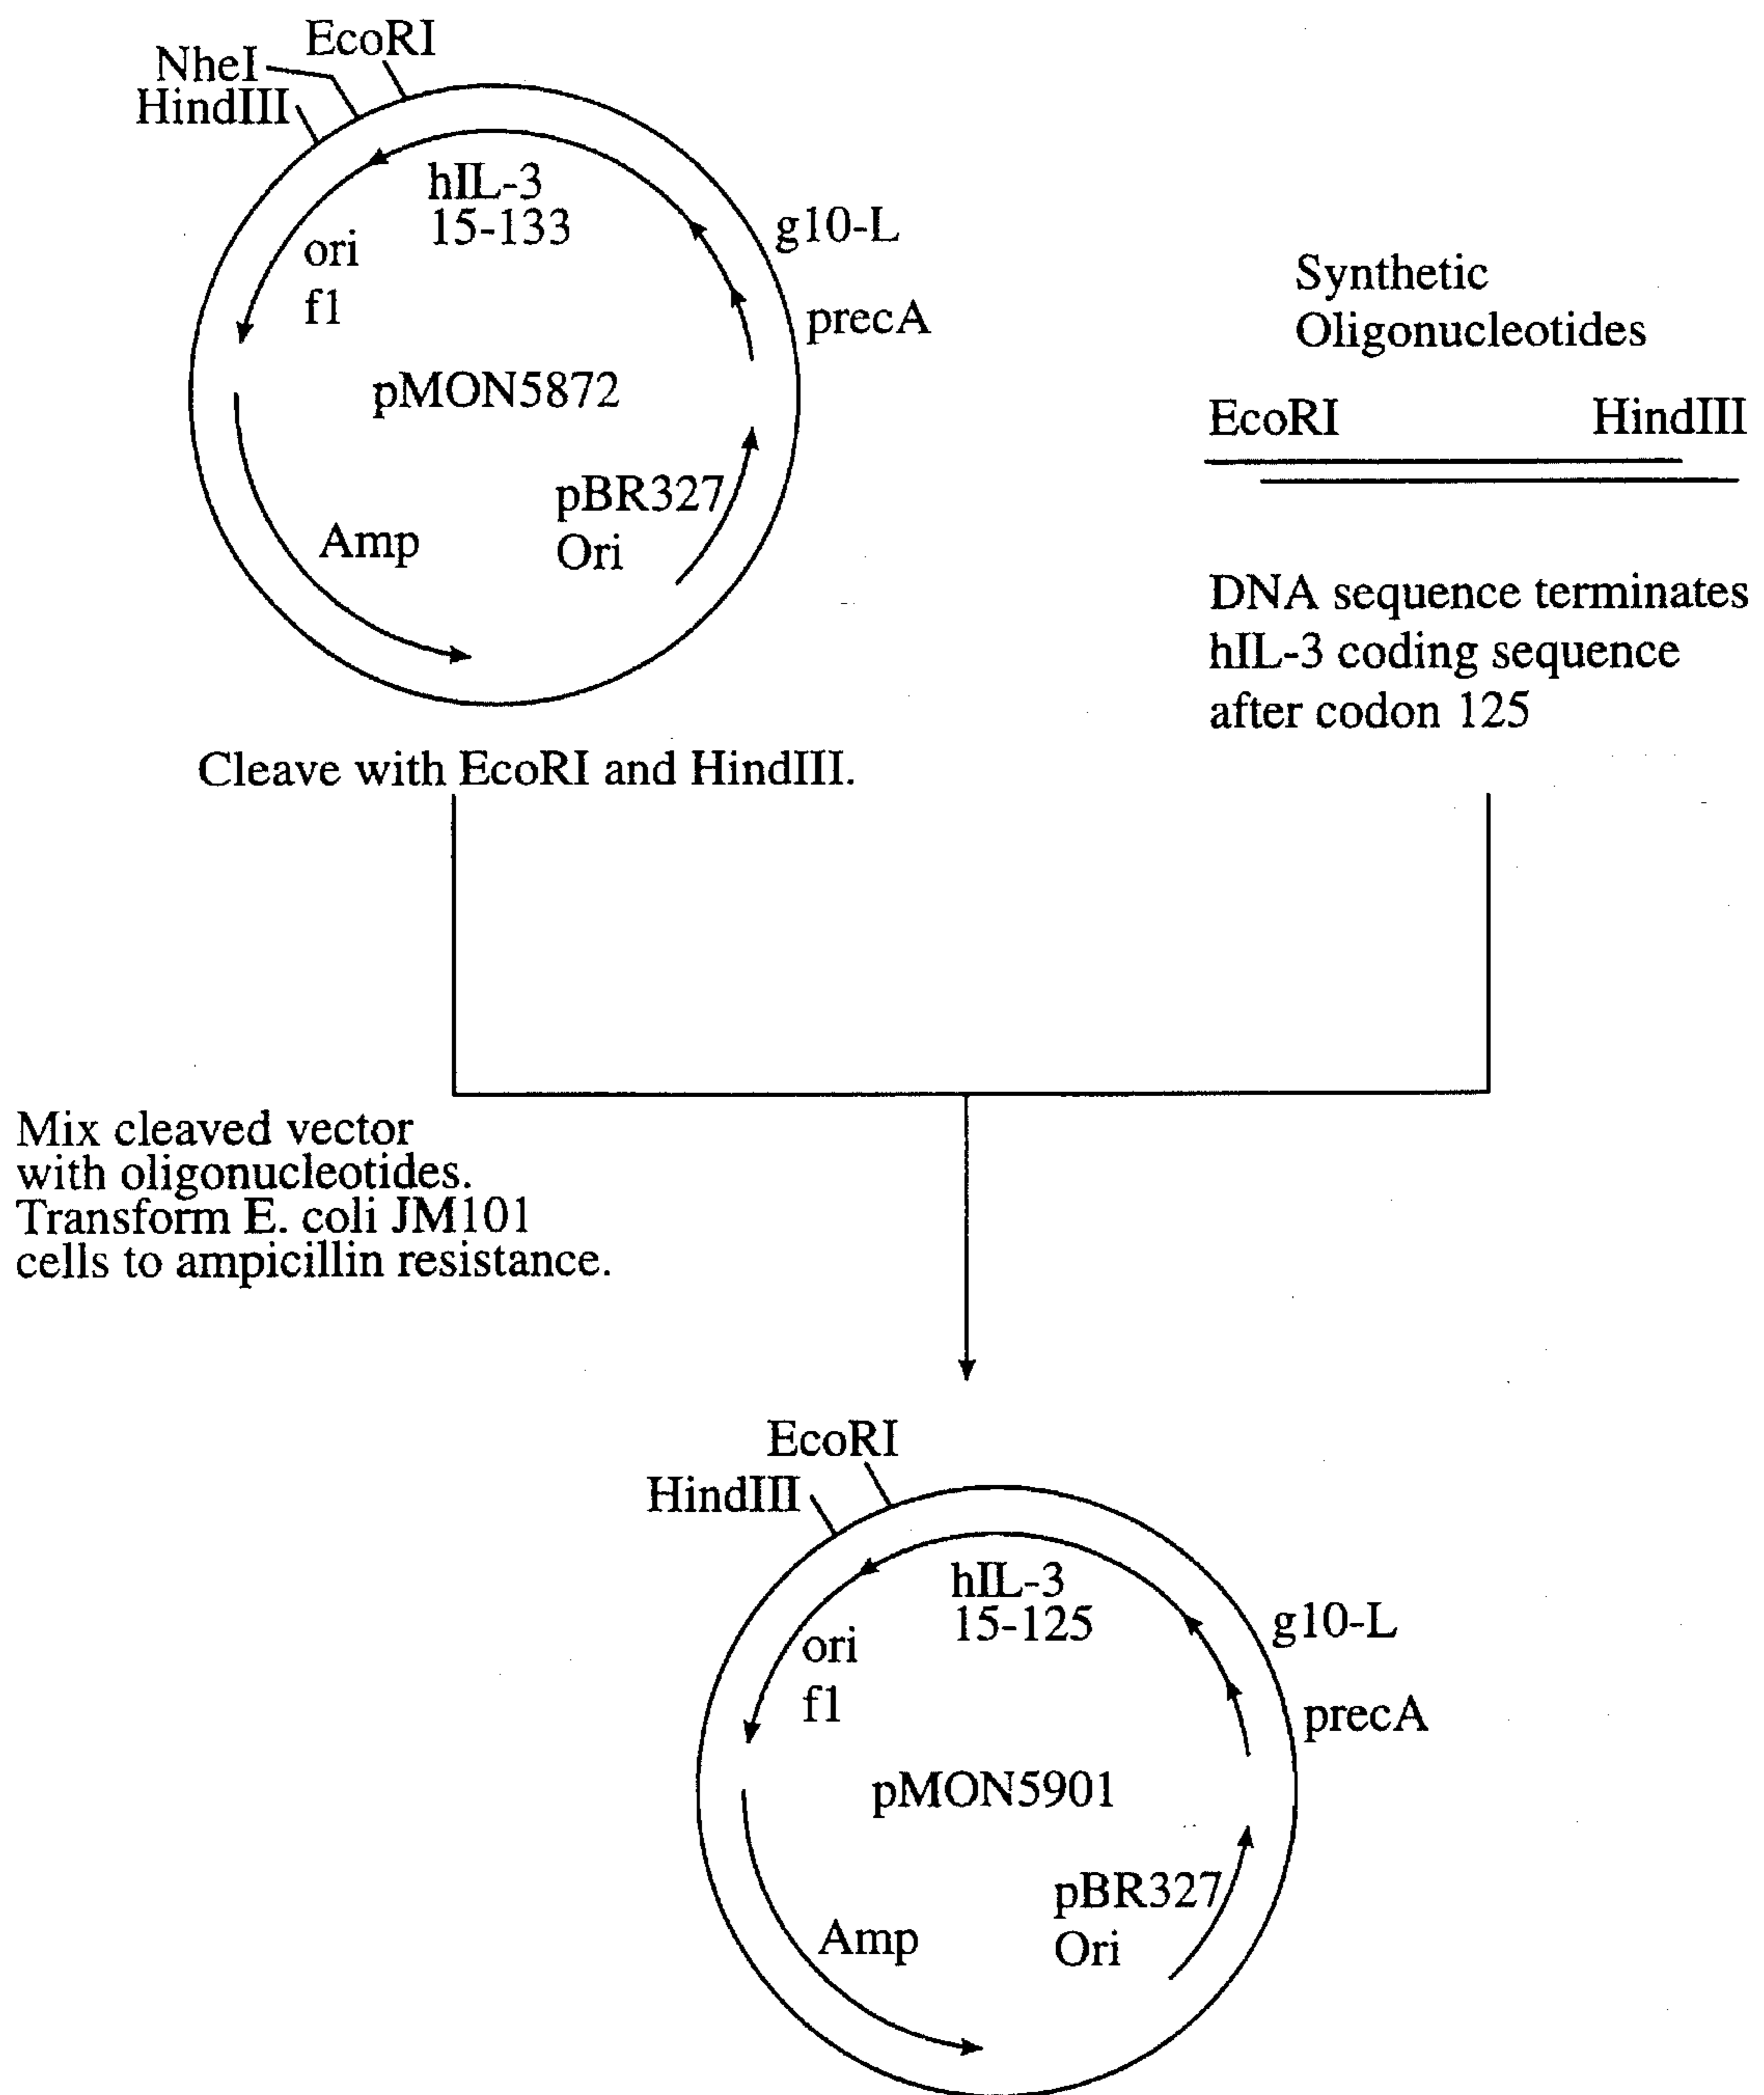 EcoRI
NheI
HindIII
hIL-3
15-133
g10-L
ori
f1
precA
pMON5872
pBR327
Ori
Amp
Cleave with EcoRI and HindIII.
Synthetic
Oligonucleotides
EcoRI HindIII
DNA sequence terminates
hIL-3 coding sequence
after codon 125
Mix cleaved vector
with oligonucleotides.
Transform E. coli JM101
cells to ampicillin resistance.
EcoRI
HindIII
hIL-3
15-125
g10-L
ori
f1
precA
pMON5901
pBR327
Ori
Amp